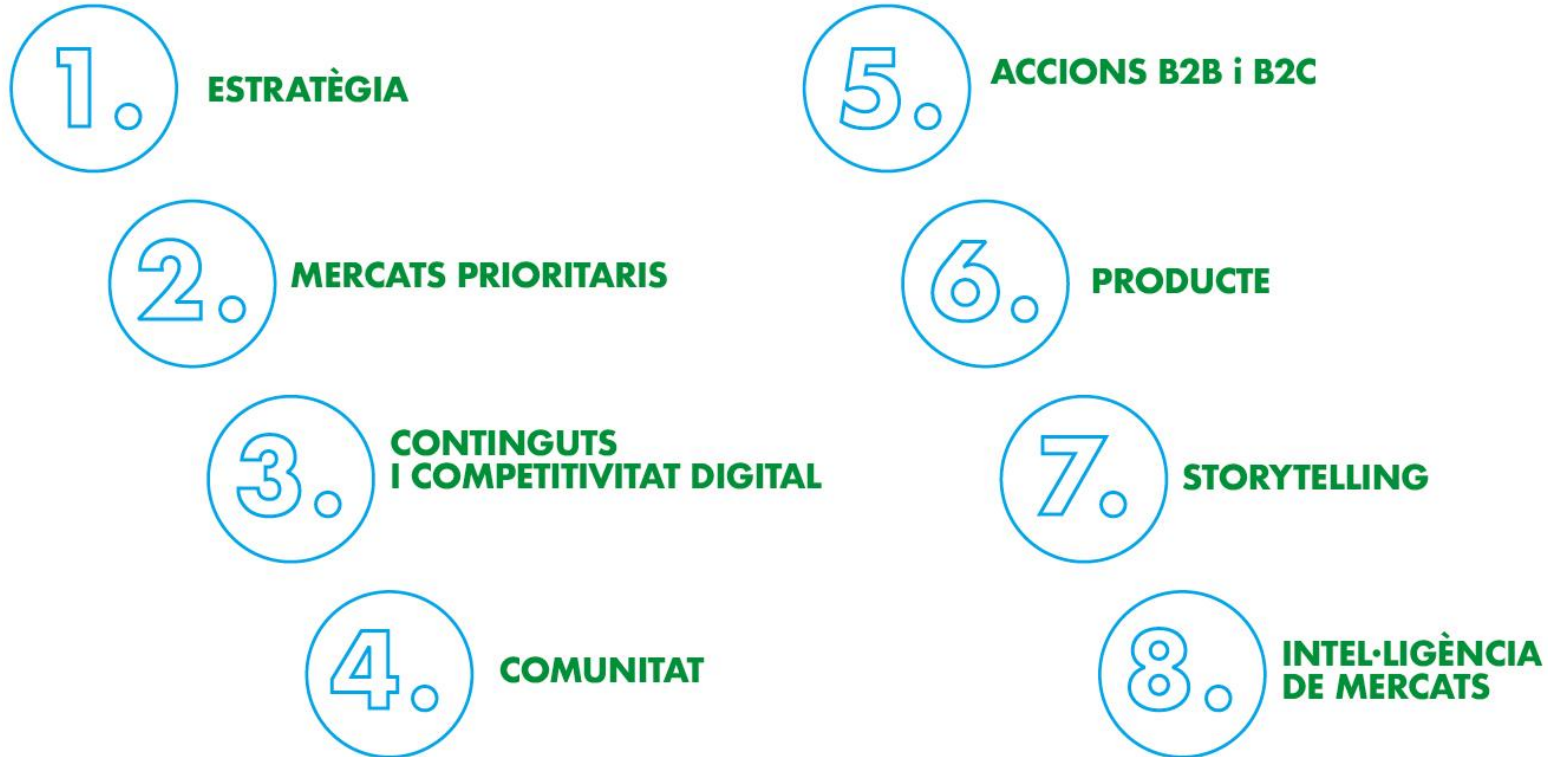 1. ESTRATÈGIA
2. MERCATS PRIORITARIS
3. CONTINGUTS
I COMPETITIVITAT DIGITAL
4. COMUNITAT
5. ACCIONS B2B i B2C
6. PRODUCTE
7. STORYTELLING
8. INTEL·LIGÈNCIA
DE MERCATS